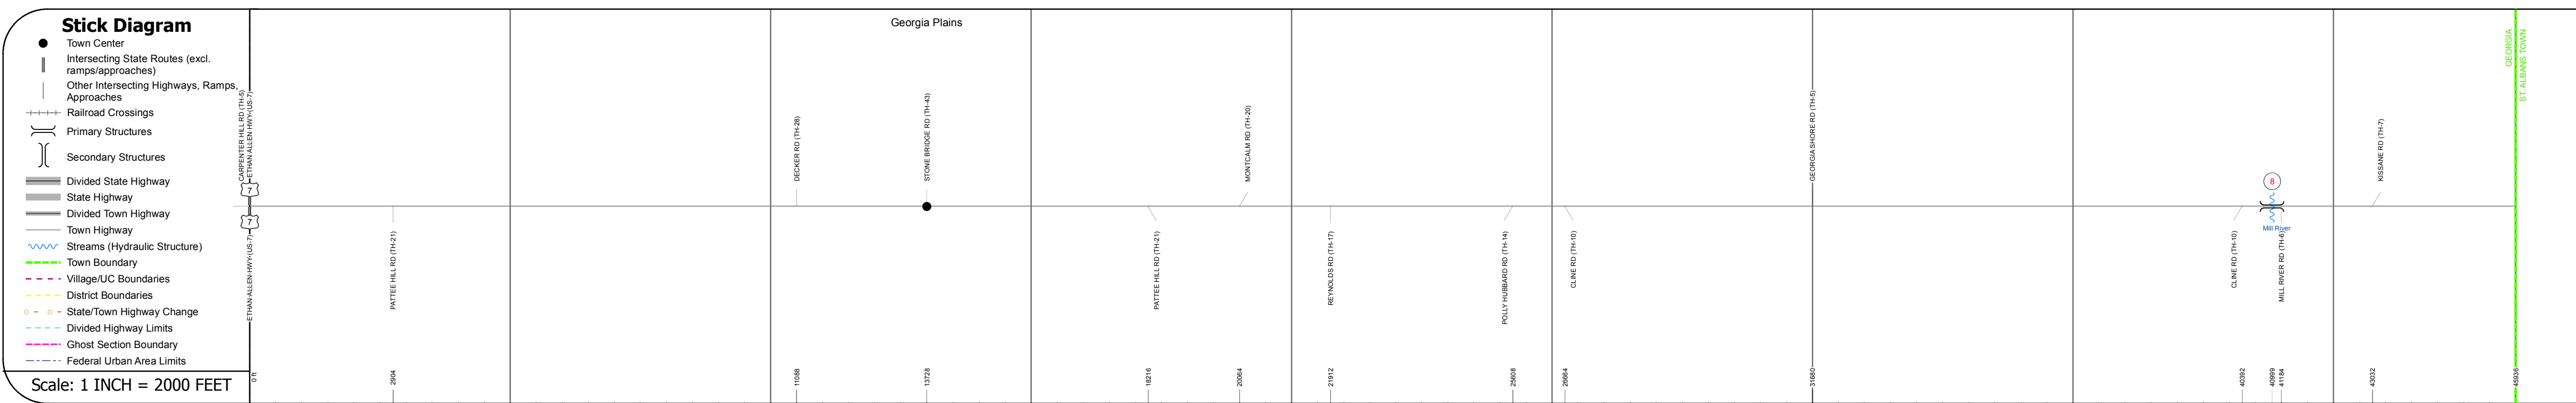 Stick Diagram
Town Center
Intersecting State Routes (excl.
ramps/approaches)
Other Intersecting Highways, Ramps,
Approaches
Railroad Crossings
Primary Structures
Secondary Structures
Divided State Highway
State Highway
Divided Town Highway
Town Highway
Streams (Hydraulic Structure)
Town Boundary
Village/UC Boundaries
District Boundaries
State/Town Highway Change
Divided Highway Limits
Ghost Section Boundary
Federal Urban Area Limits
Scale: 1 INCH = 2000 FEET
Georgia Plains
CARPENTER HILL RD (TH-5)
ETHAN ALLEN HWY-(US-7)
7
7
ETHAN-ALLEN-HWY-(US-7)
PATTEE HILL RD (TH-21)
DECKER RD (TH-28)
STONE BRIDGE RD (TH-43)
PATTEE HILL RD (TH-21)
MONTCALM RD (TH-20)
REYNOLDS RD (TH-17)
POLLY HUBBARD RD (TH-14)
CLINE RD (TH-10)
GEORGIA SHORE RD (TH-5)
CLINE RD (TH-10)
8
Mill River
MILL RIVER RD (TH-6)
KISSANE RD (TH-7)
GEORGIA
ST ALBANS TOWN
0 ft
2904
11088
13728
18216
20064
21912
25608
26664
31680
40392
40999
41184
43032
45936